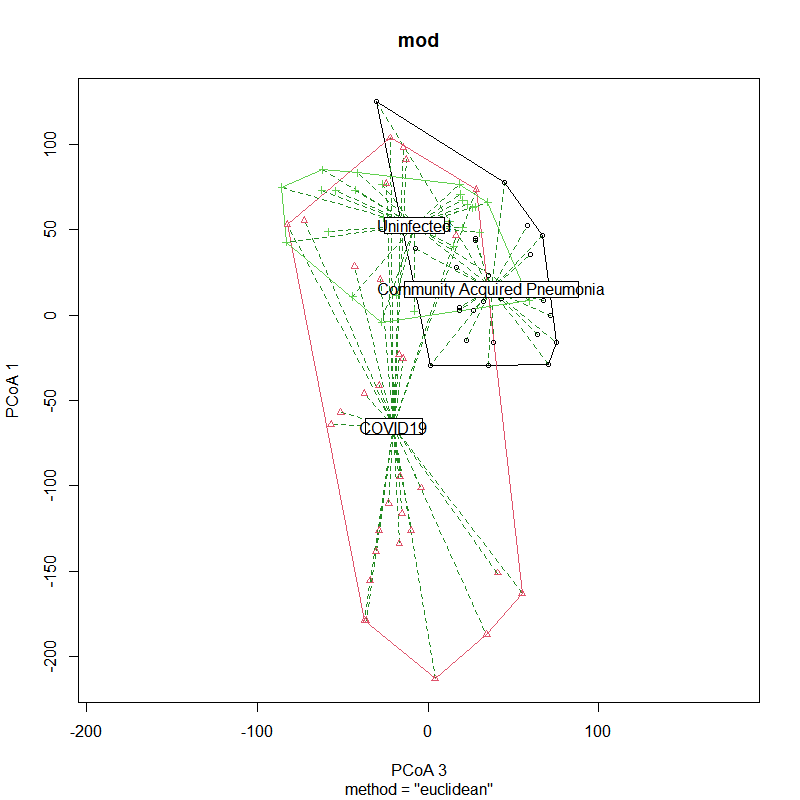 mod
100
50
0
-50
-100
-150
-200
PCoA 1
Uninfected
Community Acquired Pneumonia
COVID19
-200
-100
0
100
PCoA 3
method = "euclidean"